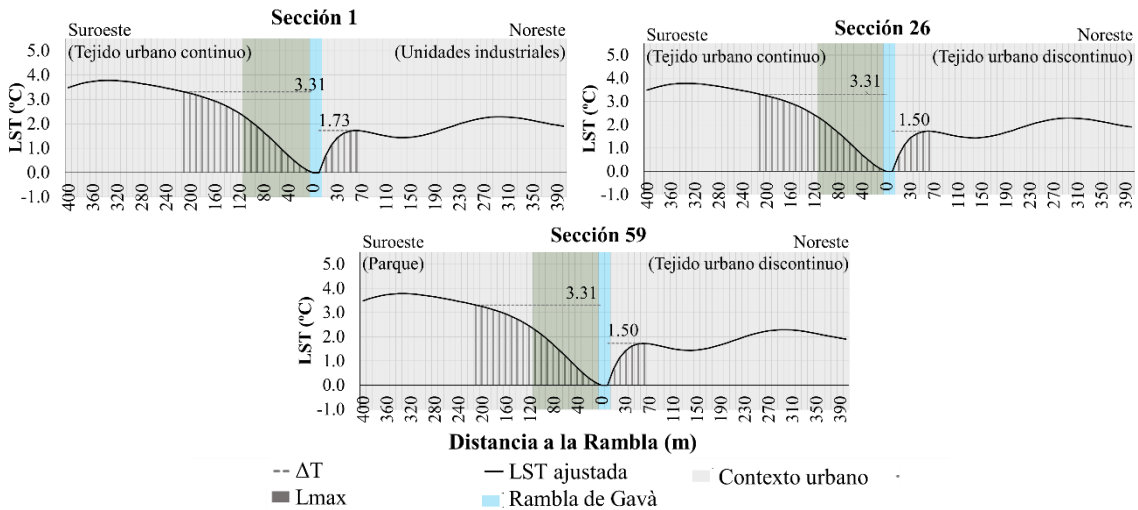 Sección 1
Suroeste Noreste
(Tejido urbano continuo) (Unidades industriales)
5.0
4.0
3.0
2.0
1.0
0.0
-1.0
LST (ºC)
3.31
1.73
400 360 320 280 240 200 160 120 80 40 0 30 70 110 150 190 230 270 310 350 390
Sección 26
Suroeste Noreste
(Tejido urbano continuo) (Tejido urbano discontinuo)
5.0
4.0
3.0
2.0
1.0
0.0
-1.0
LST (ºC)
3.31
1.50
400 360 320 280 240 200 160 120 80 40 0 30 70 110 150 190 230 270 310 350 390
Sección 59
Suroeste Noreste
(Parque) (Tejido urbano discontinuo)
5.0
4.0
3.0
2.0
1.0
0.0
-1.0
LST (ºC)
3.31
1.50
400 360 320 280 240 200 160 120 80 40 0 30 70 110 150 190 230 270 310 350 390
Distancia a la Rambla (m)
ΔT LST ajustada Contexto urbano
Lmax Rambla de Gavà